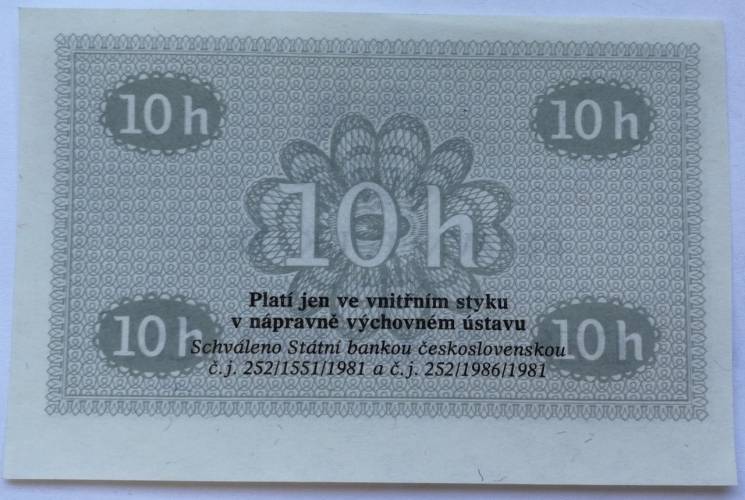 10 h
10 h
10 h
Platí jen ve vnitřním styku
v nápravně výchovném ústavu
10 h
10 h
Schváleno Státní bankou československou
č. j. 252/1551/1981 a č. j. 252/1986/1981